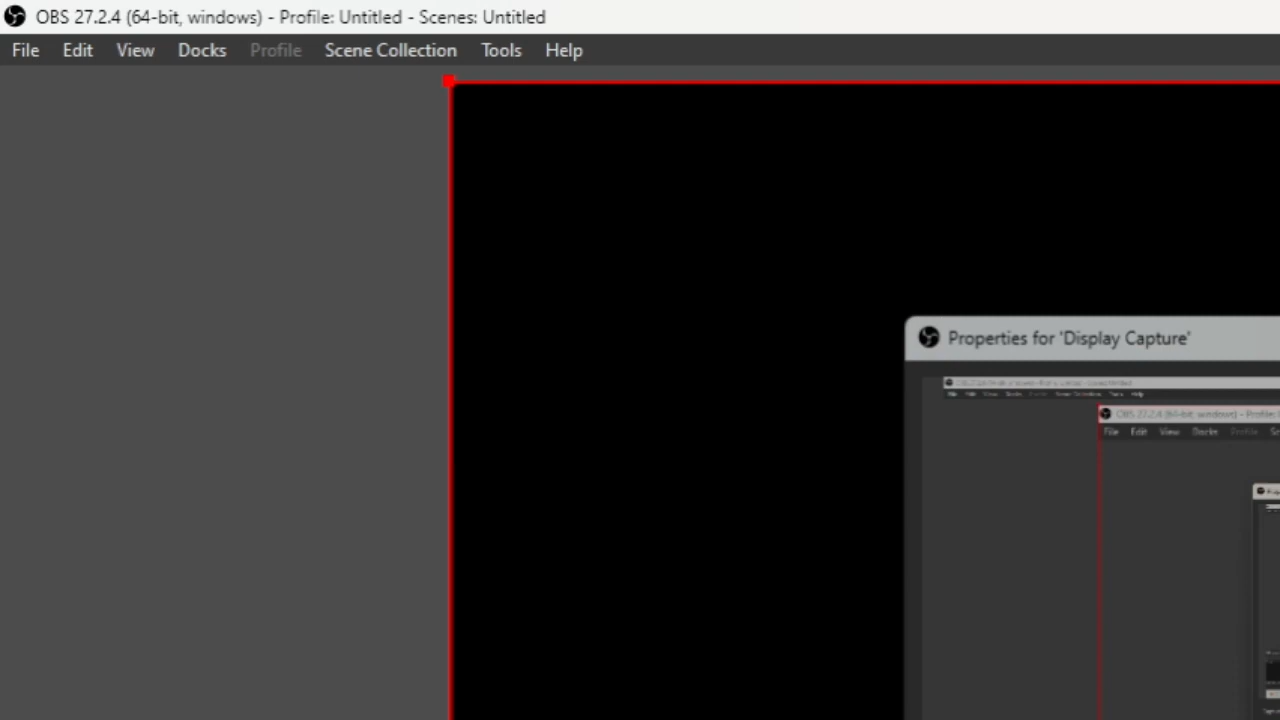 OBS 27.2.4 (64-bit, windows) - Profile: Untitled - Scenes: Untitled
File Edit View Docks Profile Scene Collection Tools Help
Properties for 'Display Capture'
OBS 27.2.4 (64-bit, windows) - Profile:
File Edit View Docks Profile